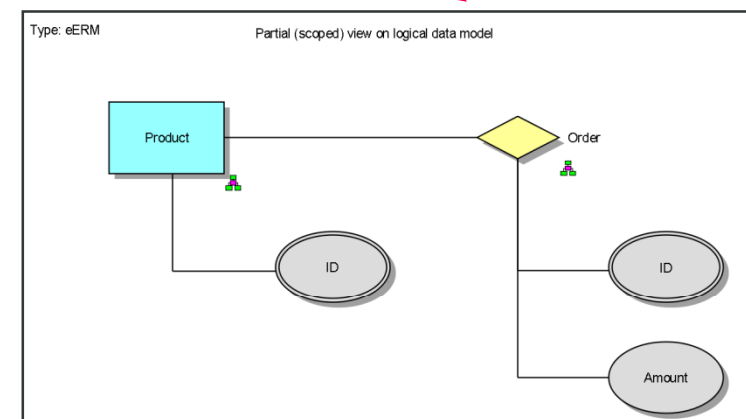 Type: eERM
Partial (scoped) view on logical data model
Product
Order
ID
ID
Amount